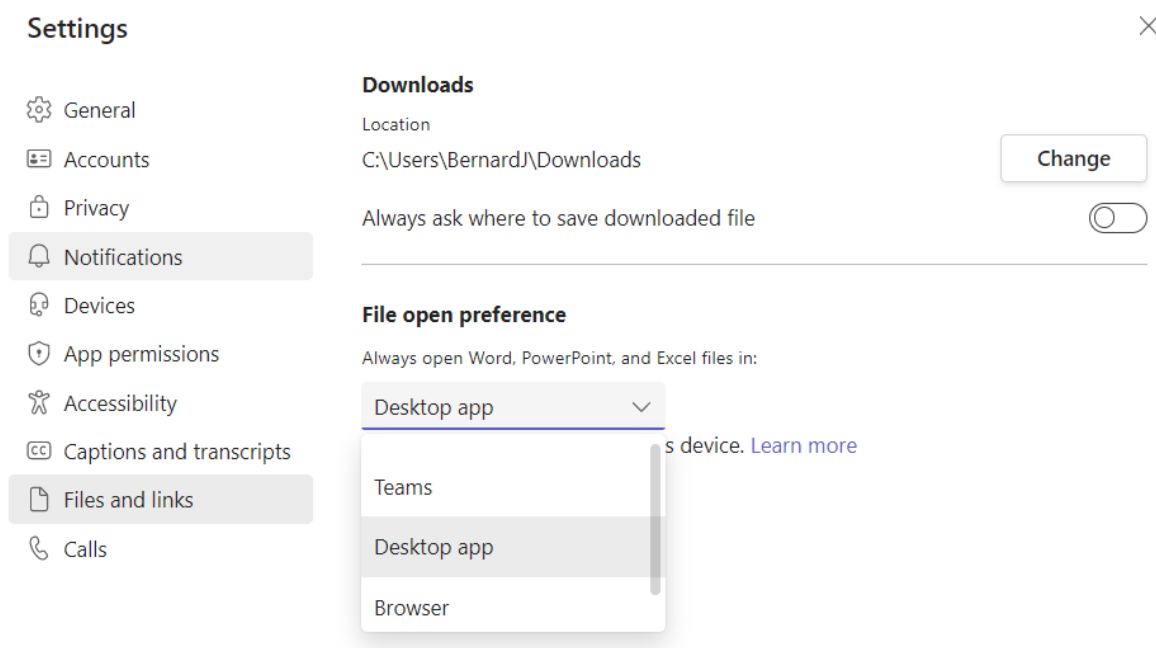 Settings
General
Accounts
Privacy
Notifications
Devices
App permissions
Accessibility
CC Captions and transcripts
Files and links
Calls
Downloads
Location
C:\Users\BernardJ\Downloads
Change
Always ask where to save downloaded file
File open preference
Always open Word, PowerPoint, and Excel files in:
Desktop app
s device. Learn more
Teams
Desktop app
Browser